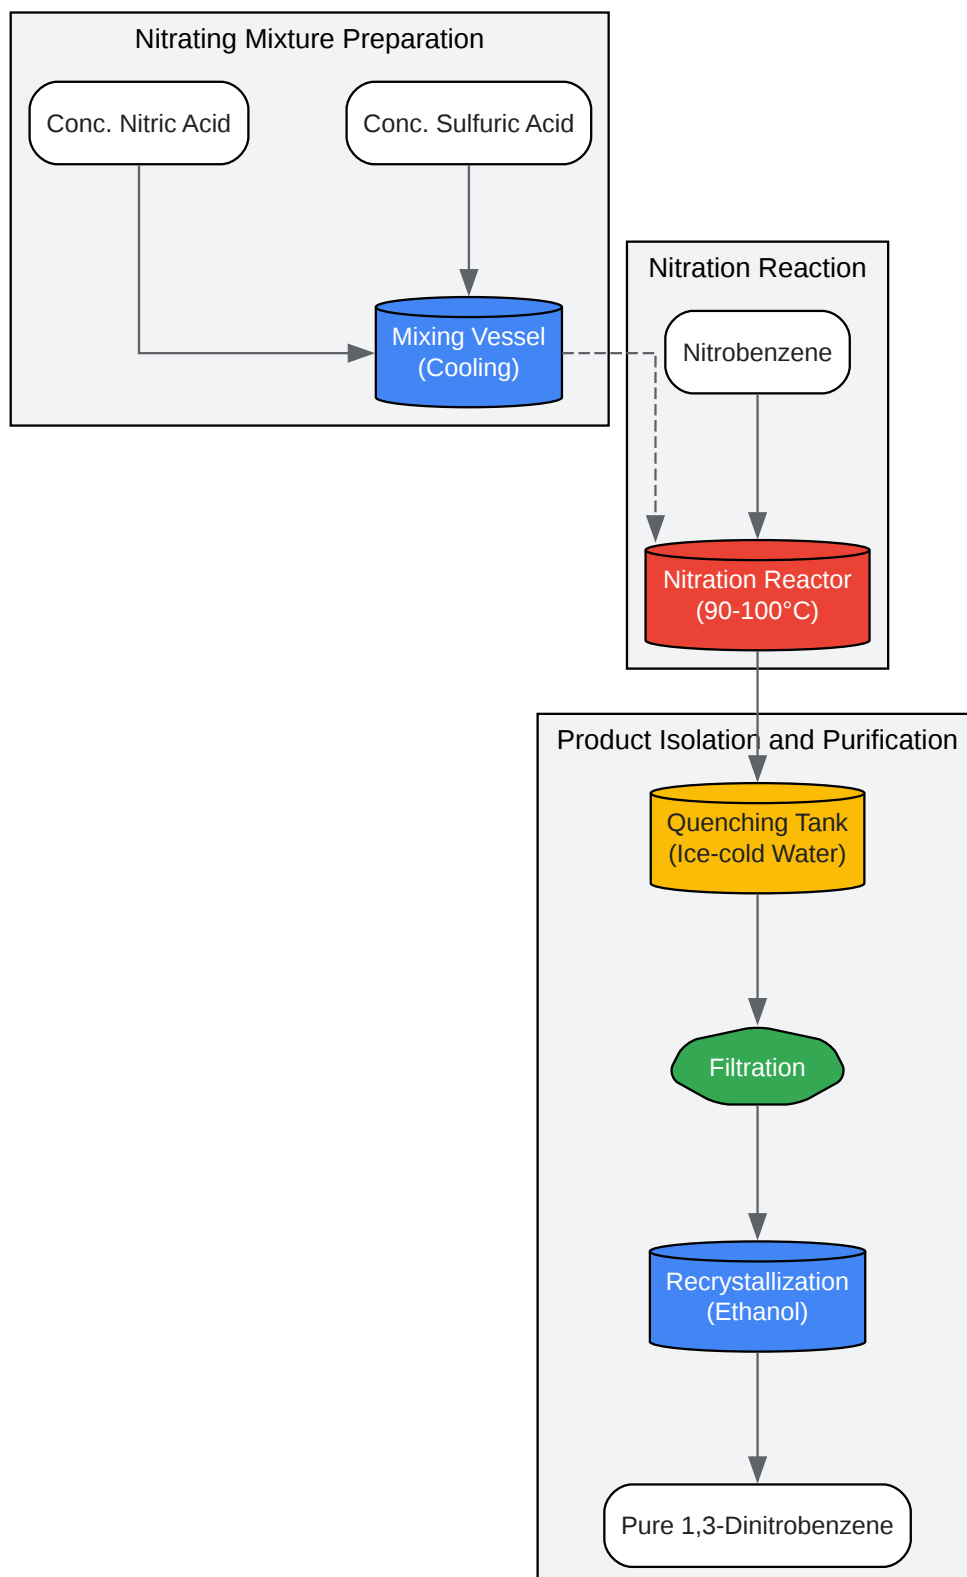 Nitrating Mixture Preparation
Conc. Nitric Acid
Conc. Sulfuric Acid
Mixing Vessel
(Cooling)
Nitration Reaction
Nitrobenzene
Nitration Reactor
(90-100°C)
Product Isolation and Purification
Quenching Tank
(Ice-cold Water)
Filtration
Recrystallization
(Ethanol)
Pure 1,3-Dinitrobenzene